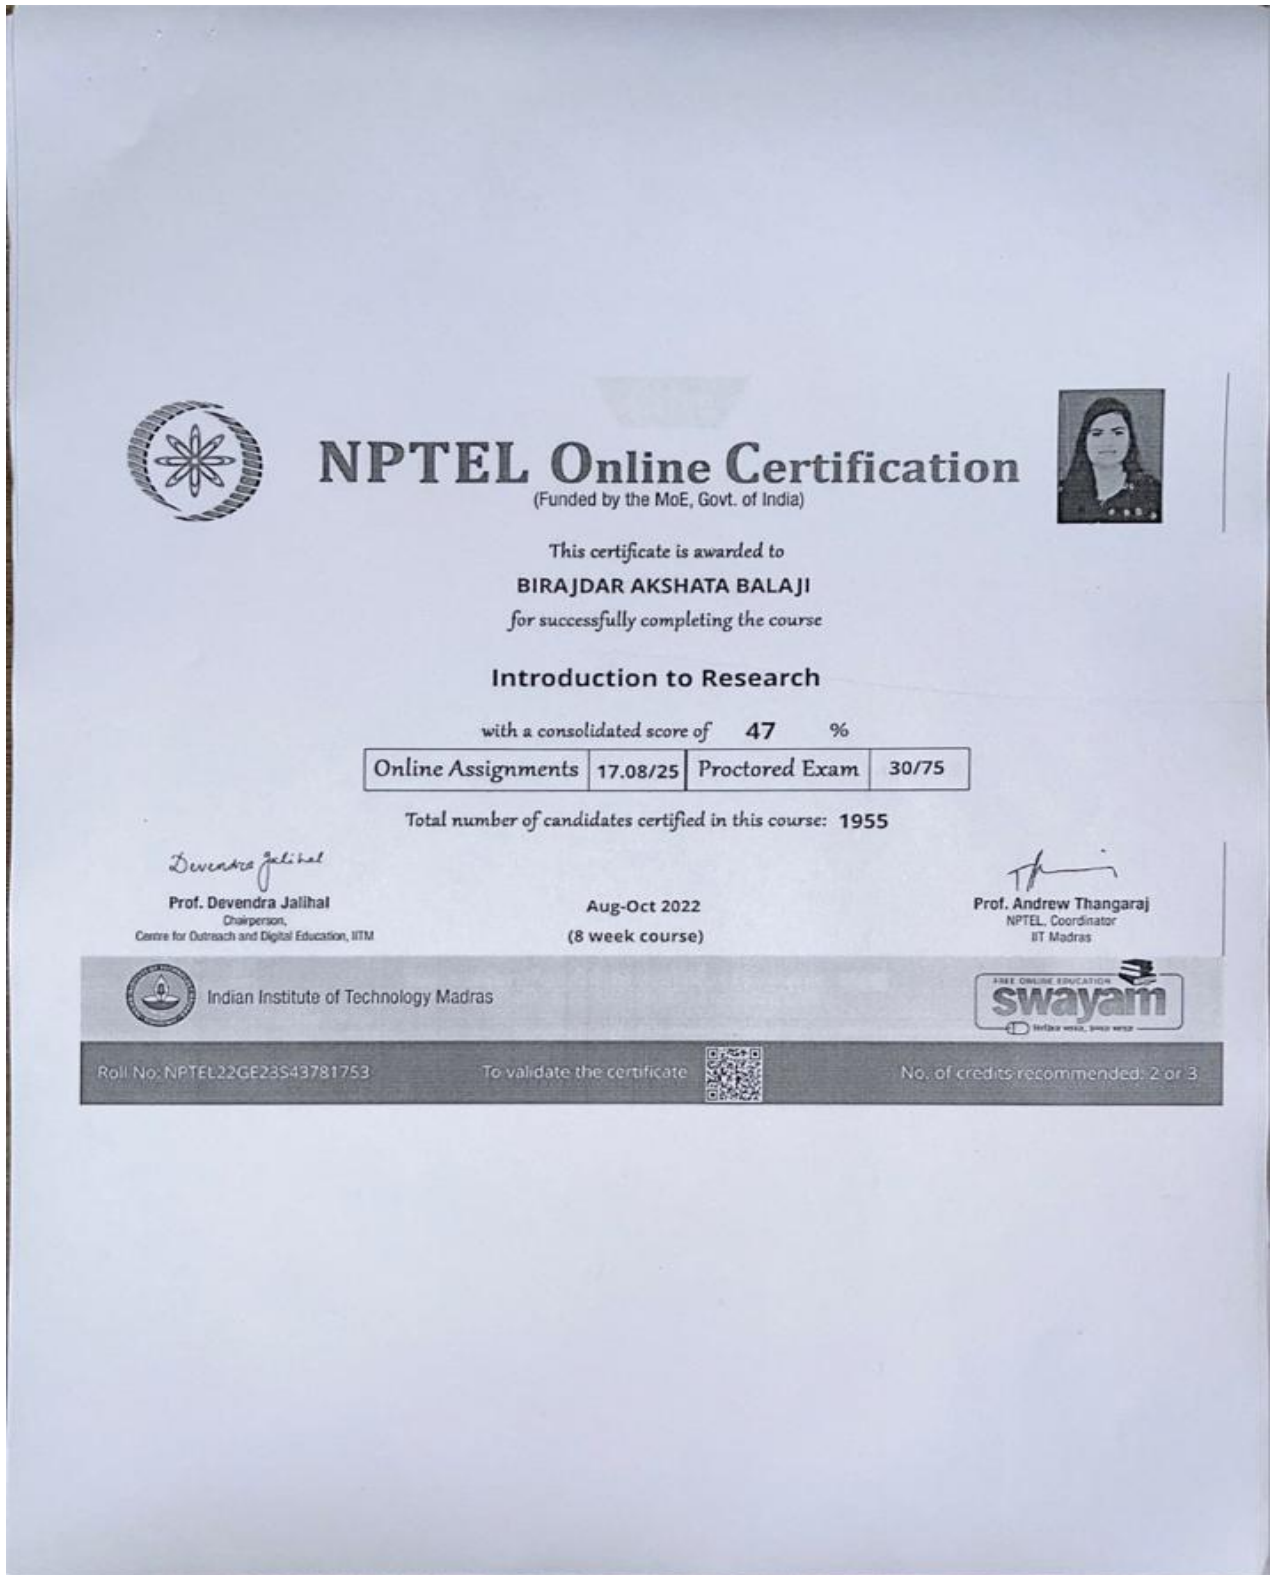 NPTEL Online Certification
(Funded by the MoE, Govt. of India)
This certificate is awarded to
BIRAJDAR AKSHATA BALAJI
for successfully completing the course
Introduction to Research
with a consolidated score of 47 %
Online Assignments 17.08/25 Proctored Exam 30/75
Total number of candidates certified in this course: 1955
Devendra Jalihal
Prof. Devendra Jalihal
Chairperson,
Centre for Outreach and Digital Education, IITM
Aug-Oct 2022
(8 week course)
Prof. Andrew Thangaraj
NPTEL, Coordinator
IIT Madras
Indian Institute of Technology Madras
FREE ONLINE EDUCATION
swayam
Roll No: NPTEL22GE23S43781753
To validate the certificate
No. of credits recommended: 2 or 3